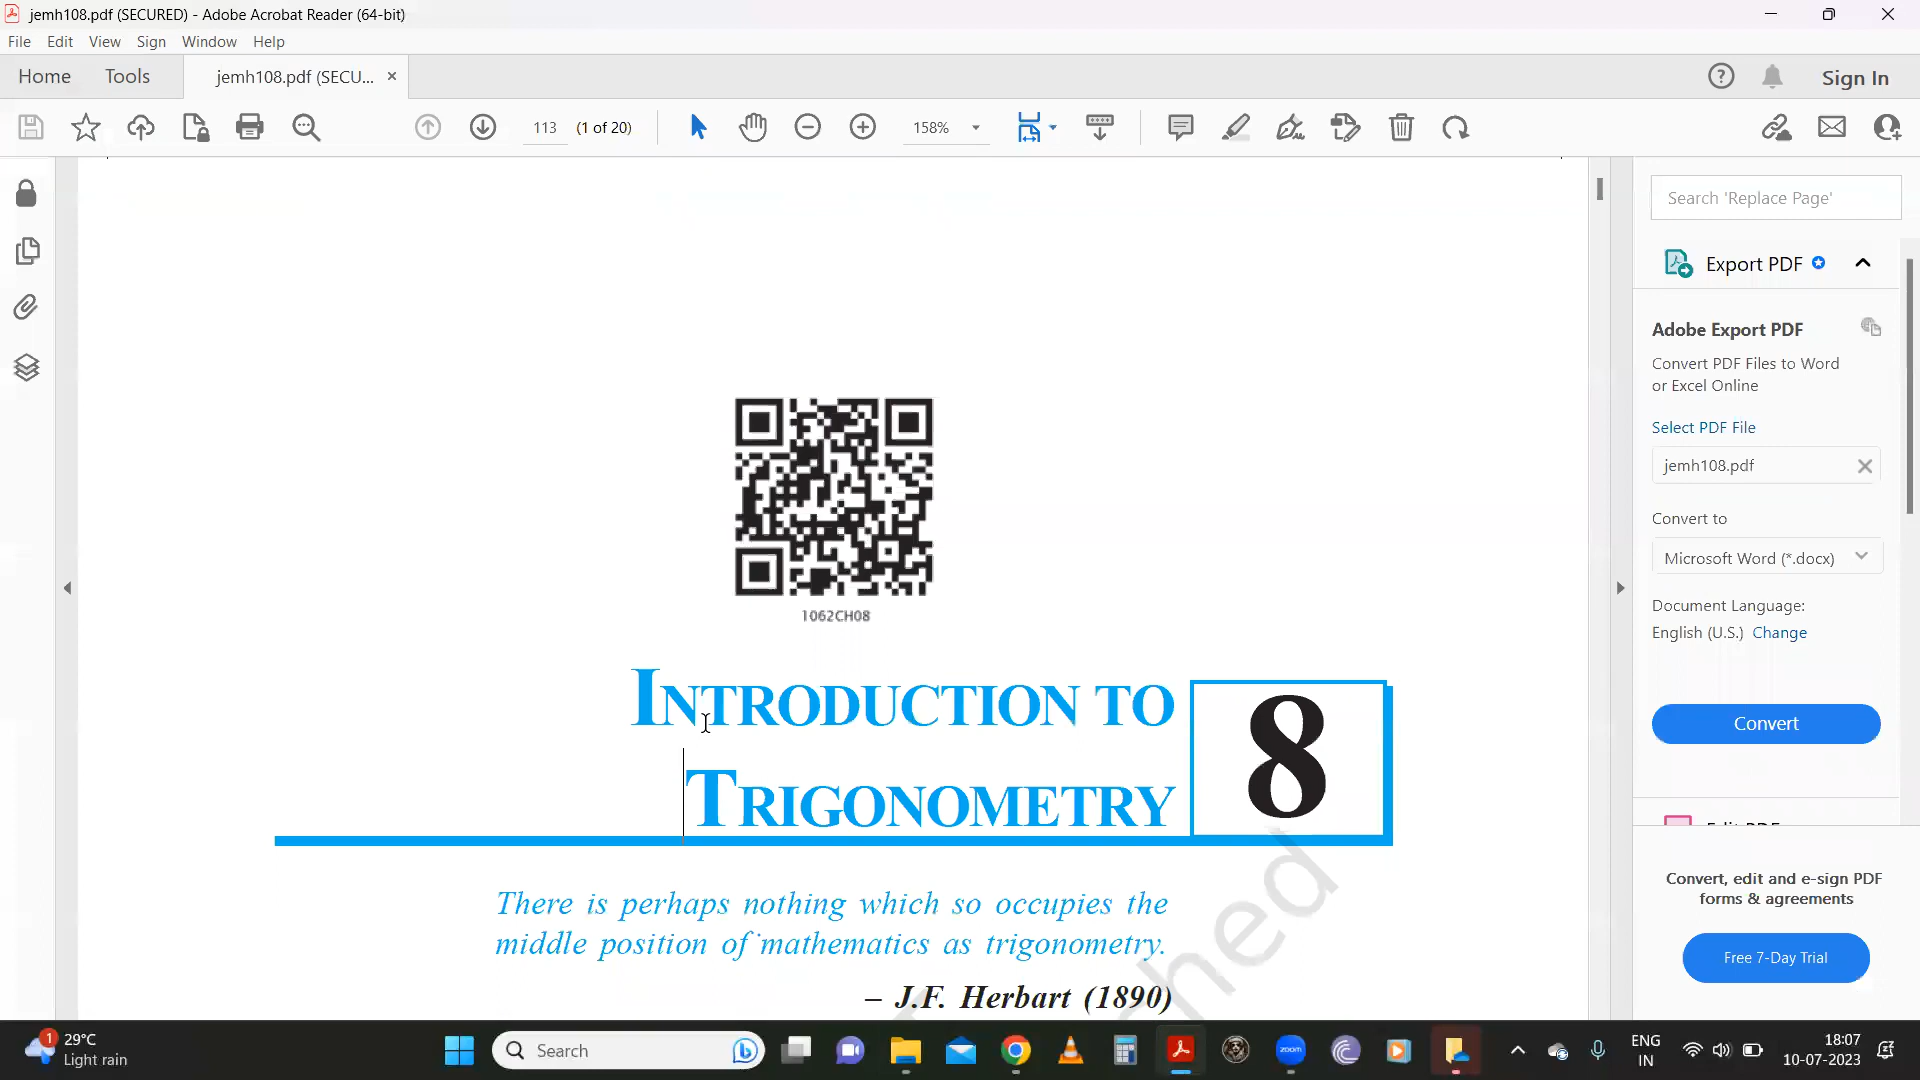 jemh108.pdf (SECURED) - Adobe Acrobat Reader (64-bit)
File Edit View Sign Window Help
Home Tools jemh108.pdf (SECU... Sign In
113 (1 of 20) 158%
Search 'Replace Page'
Export PDF
Adobe Export PDF
Convert PDF Files to Word
or Excel Online
Select PDF File
jemh108.pdf
Convert to
Microsoft Word (*.docx)
Document Language:
English (U.S.) Change
Convert
Convert, edit and e-sign PDF
forms & agreements
Free 7-Day Trial
1062CH08
INTRODUCTION TO
TRIGONOMETRY
8
There is perhaps nothing which so occupies the
middle position of mathematics as trigonometry.
– J.F. Herbart (1890)
1
29°C
Light rain
Search
zoom
ENG
IN
18:07
10-07-2023